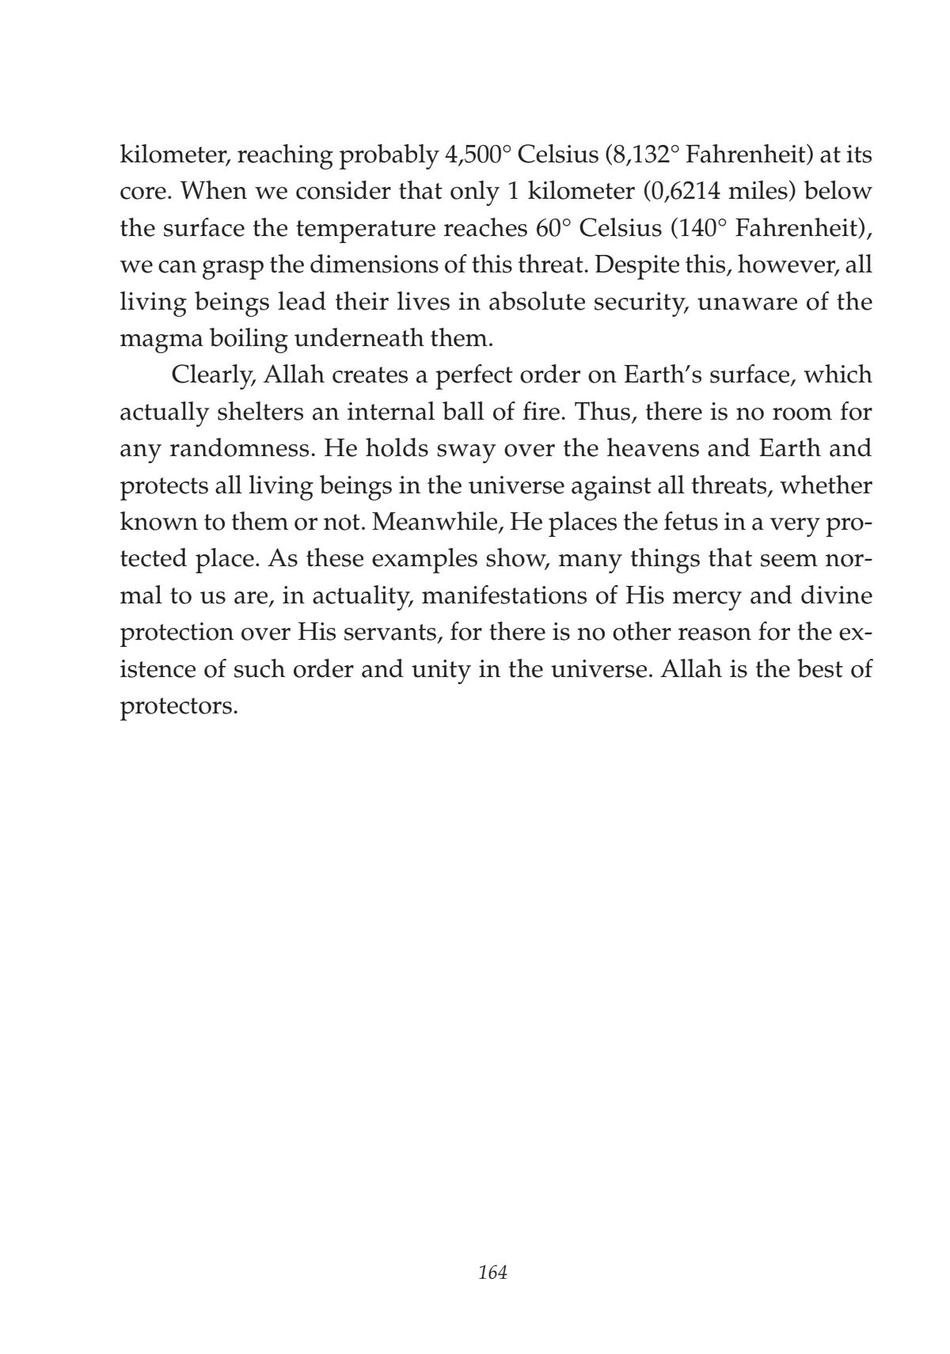 kilometer, reaching probably 4,500° Celsius (8,132° Fahrenheit) at its
core. When we consider that only 1 kilometer (0,6214 miles) below
the surface the temperature reaches 60° Celsius (140° Fahrenheit),
we can grasp the dimensions of this threat. Despite this, however, all
living beings lead their lives in absolute security, unaware of the
magma boiling underneath them.
Clearly, Allah creates a perfect order on Earth’s surface, which
actually shelters an internal ball of fire. Thus, there is no room for
any randomness. He holds sway over the heavens and Earth and
protects all living beings in the universe against all threats, whether
known to them or not. Meanwhile, He places the fetus in a very pro-
tected place. As these examples show, many things that seem nor-
mal to us are, in actuality, manifestations of His mercy and divine
protection over His servants, for there is no other reason for the ex-
istence of such order and unity in the universe. Allah is the best of
protectors.
164